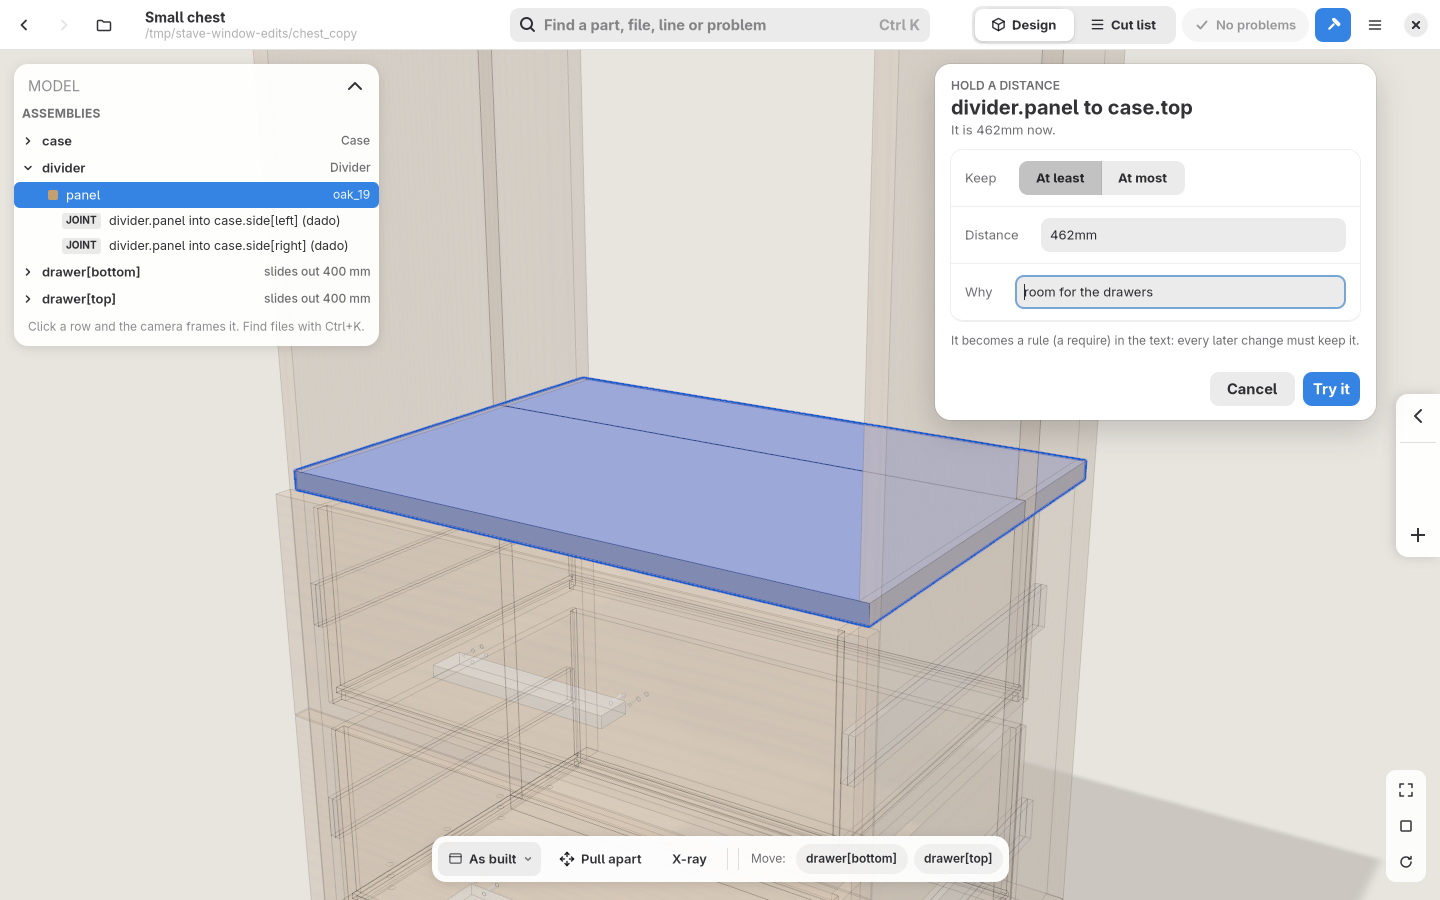 Small chest
/tmp/stave-window-edits/chest_copy
Find a part, file, line or problem
Ctrl K
Design
Cut list
No problems
MODEL
ASSEMBLIES
case
Case
divider
Divider
panel
oak_19
JOINT divider.panel into case.side[left] (dado)
JOINT divider.panel into case.side[right] (dado)
drawer[bottom]
slides out 400 mm
drawer[top]
slides out 400 mm
Click a row and the camera frames it. Find files with Ctrl+K.
HOLD A DISTANCE
divider.panel to case.top
It is 462mm now.
Keep
At least
At most
Distance
462mm
Why
room for the drawers
It becomes a rule (a require) in the text: every later change must keep it.
Cancel
Try it
As built
Pull apart
X-ray
Move:
drawer[bottom]
drawer[top]